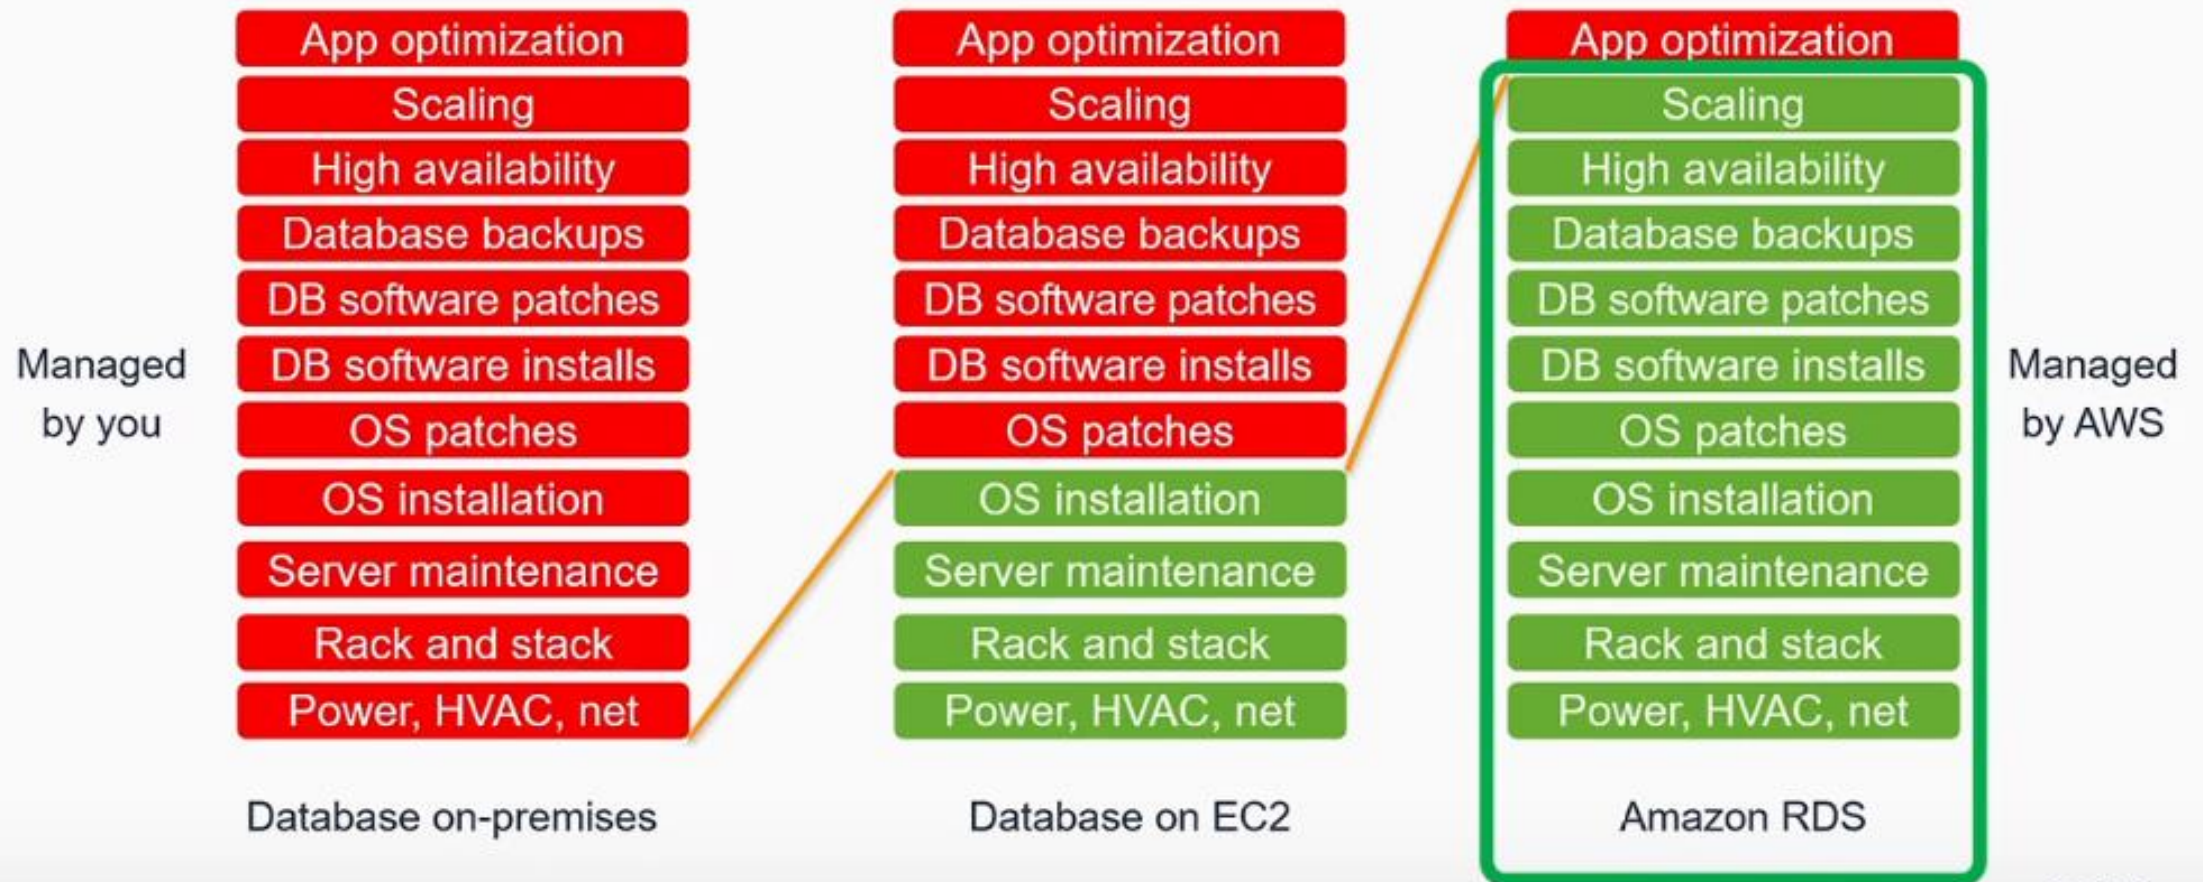 App optimization
Scaling
High availability
Database backups
DB software patches
DB software installs
OS patches
OS installation
Server maintenance
Rack and stack
Power, HVAC, net
Database on-premises
Managed
by you
App optimization
Scaling
High availability
Database backups
DB software patches
DB software installs
OS patches
OS installation
Server maintenance
Rack and stack
Power, HVAC, net
Database on EC2
App optimization
Scaling
High availability
Database backups
DB software patches
DB software installs
OS patches
OS installation
Server maintenance
Rack and stack
Power, HVAC, net
Amazon RDS
Managed
by AWS